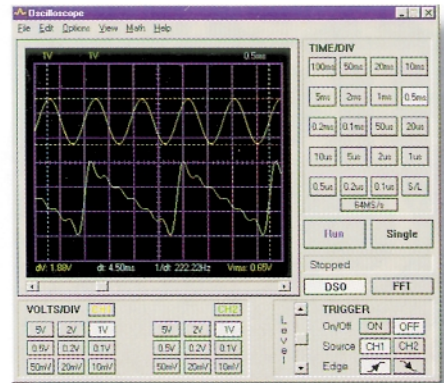 Oscilloscope
File Edit Options View Math Help
1V 1V 0.5ms
dV: 1.88V dt: 4.50ms 1/dt: 222.22Hz Vrms: 0.65V
TIME/DIV
100ms 50ms 20ms 10ms
5ms 2ms 1ms 0.5ms
0.2ms 0.1ms 50us 20us
10us 5us 2us 1us
0.5us 0.2us 0.1us S/L
64MS/s
Run Single
Stopped
DSO FFT
VOLTS/DIV CH2
5V 2V 1V 5V 2V 1V
0.5V 0.2V 0.1V 0.5V 0.2V 0.1V
50mV 20mV 10mV 50mV 20mV 10mV
Level
TRIGGER
On/Off ON OFF
Source CH1 CH2
Edge